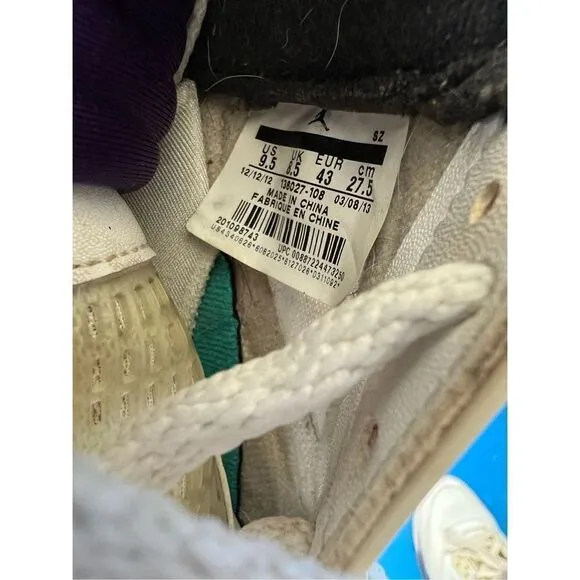 SZ
US UK EUR cm
9.5 8.5 43 27.5
12/12/12 136027-108 03/08/13
MADE IN CHINA
FABRIQUE EN CHINE
201098743
UPC 00887224473250